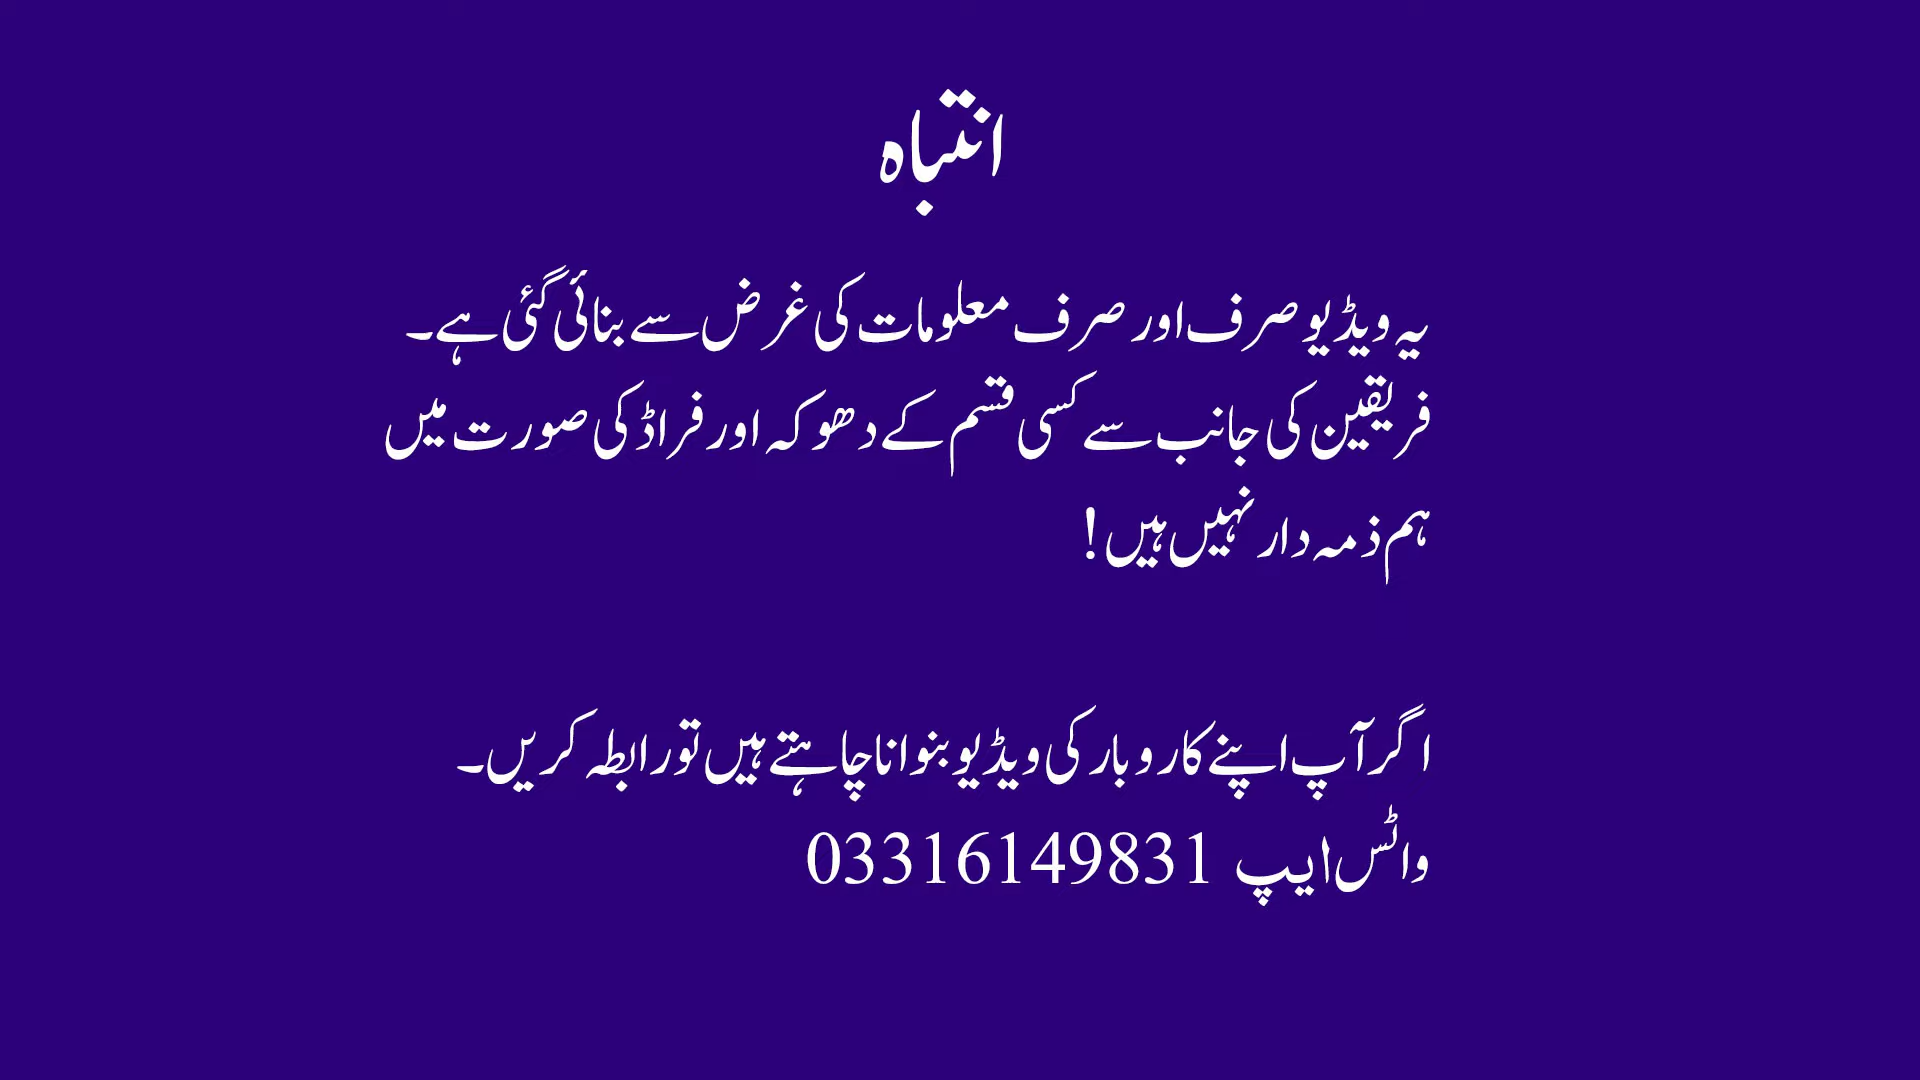 انتباہ
یہ ویڈیو صرف اور صرف معلومات کی غرض سے بنائی گئی ہے۔
فریقین کی جانب سے کسی قسم کے دھوکہ اور فراڈ کی صورت میں
ہم ذمہ دار نہیں ہیں!
اگر آپ اپنے کاروبار کی ویڈیو بنوانا چاہتے ہیں تو رابطہ کریں۔
واٹس ایپ 03316149831